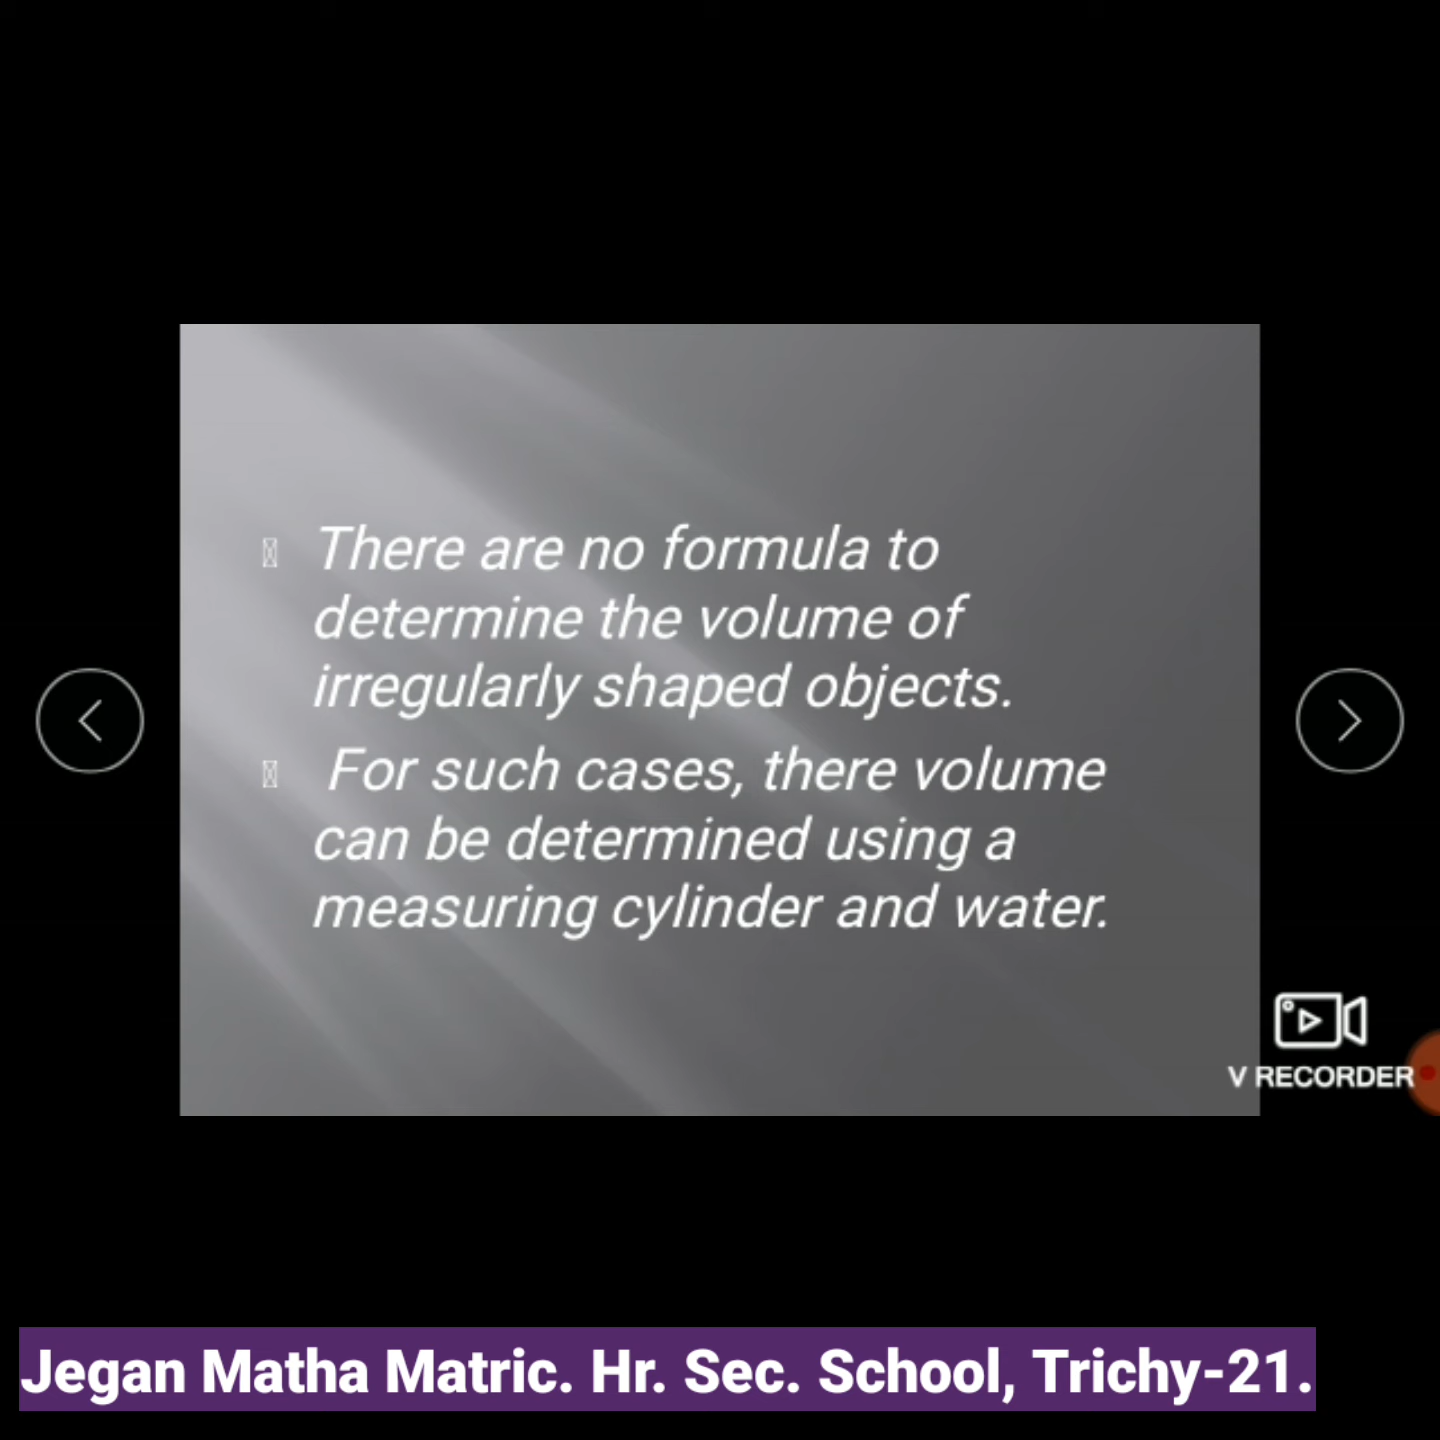 There are no formula to
determine the volume of
irregularly shaped objects.
For such cases, there volume
can be determined using a
measuring cylinder and water.
V RECORDER
Jegan Matha Matric. Hr. Sec. School, Trichy-21.